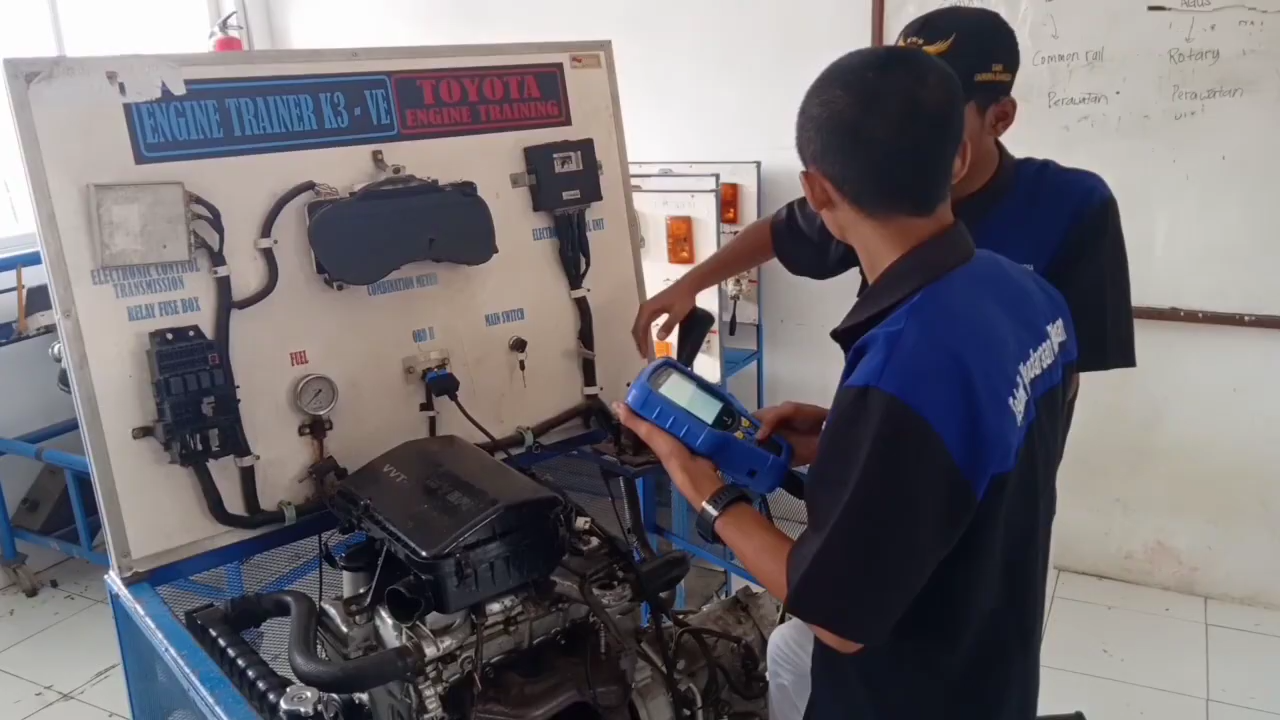 ENGINE TRAINER K3 - VE
TOYOTA
ENGINE TRAINING
ELECTRONIC CONTROL
TRANSMISSION
RELAY FUSE BOX
COMBINATION METER
FUEL
OBD II
MAIN SWITCH
VVT-i
Common rail
Rotary
Perawatan
Perawatan